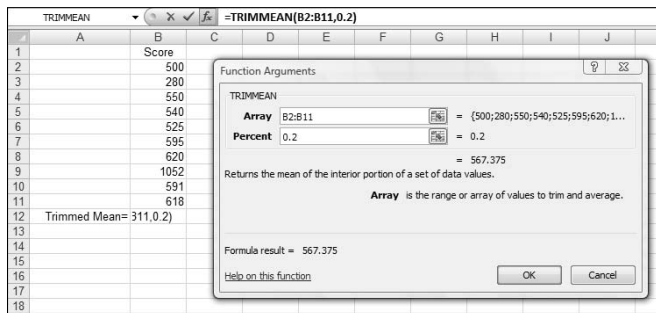 TRIMMEAN =TRIMMEAN(B2:B11,0.2)
A B C D E F G H I J
1 Score
2 500
3 280
4 550
5 540
6 525
7 595
8 620
9 1052
10 591
11 618
12 Trimmed Mean= 311,0.2)
13
14
15
16
17
18
Function Arguments
TRIMMEAN
Array B2:B11 = {500;280;550;540;525;595;620;1...
Percent 0.2 = 0.2
= 567.375
Returns the mean of the interior portion of a set of data values.
Array is the range or array of values to trim and average.
Formula result = 567.375
Help on this function OK Cancel